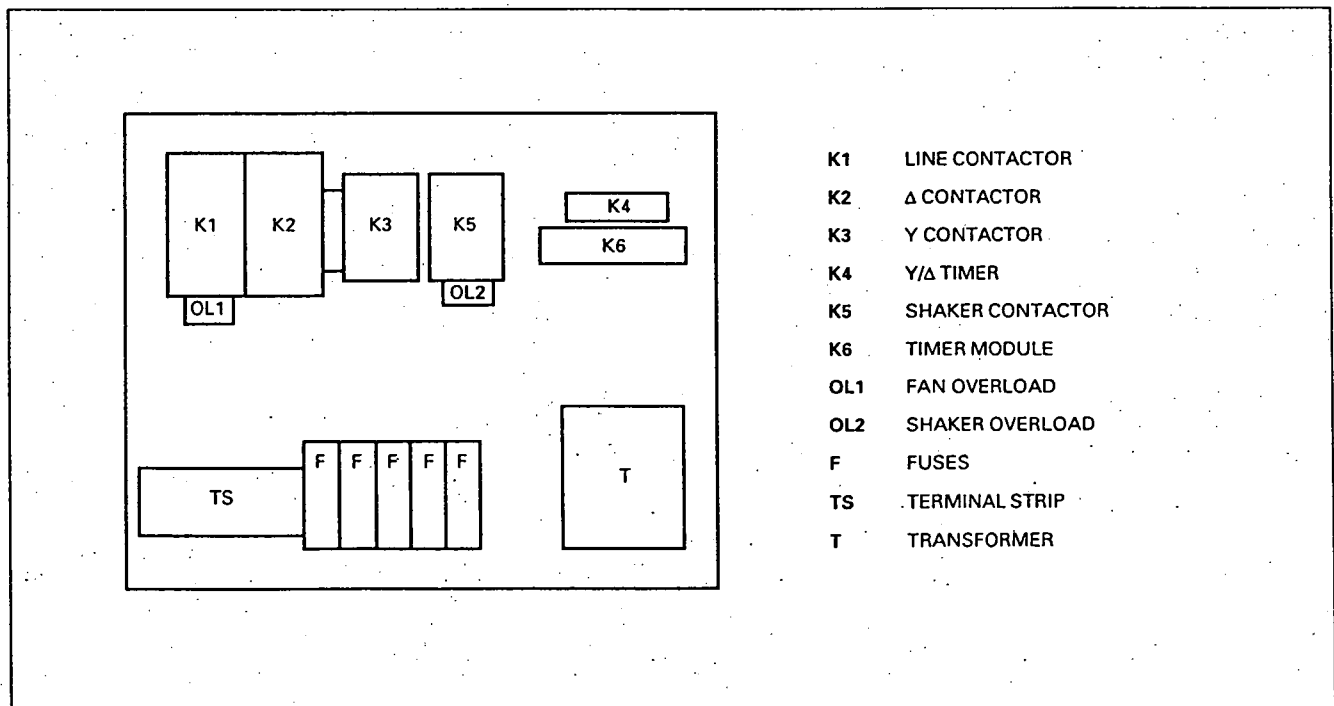 K1
K2
K3
K5
K4
K6
OL1
OL2
TS
F F F F F
T
K1 LINE CONTACTOR
K2 Δ CONTACTOR
K3 Y CONTACTOR
K4 Y/Δ TIMER
K5 SHAKER CONTACTOR
K6 TIMER MODULE
OL1 FAN OVERLOAD
OL2 SHAKER OVERLOAD
F FUSES
TS TERMINAL STRIP
T TRANSFORMER